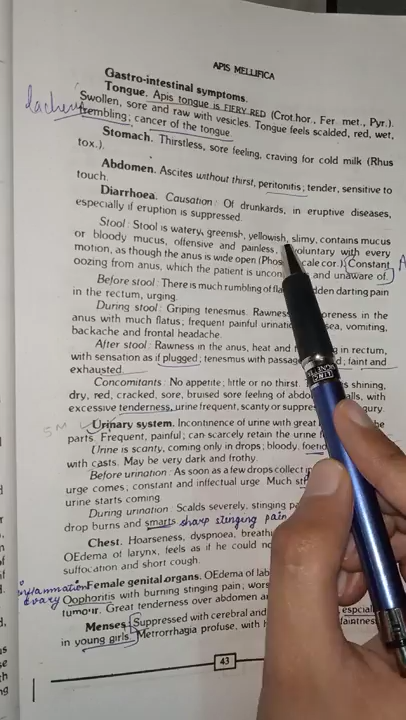 APIS MELLIFICA
Gastro-intestinal symptoms.
Tongue. Apis tongue is FIERY RED (Crot.hor., Fer met., Pyr.).
Swollen, sore and raw with vesicles. Tongue feels scalded, red, wet,
trembling; cancer of the tongue.
Stomach. Thirstless, sore feeling, craving for cold milk (Rhus
tox.).
Abdomen. Ascites without thirst, peritonitis; tender, sensitive to
touch.
Diarrhoea. Causation: Of drunkards, in eruptive diseases,
especially if eruption is suppressed.
Stool: Stool is watery, greenish, yellowish, slimy, contains mucus
or bloody mucus, offensive and painless, voluntary with every
motion, as though the anus is wide open (Phos cale cor.). Constant
oozing from anus, which the patient is uncon and unaware of.
Before stool: There is much rumbling of fla dden darting pain
in the rectum, urging.
During stool: Griping tenesmus. Rawness oreness in the
anus with much flatus; frequent painful urinati sea, vomiting,
backache and frontal headache.
After stool: Rawness in the anus, heat and g in rectum,
with sensation as if plugged; tenesmus with passage d; faint and
exhausted.
Concomitants: No appetite; little or no thirst. s shining,
dry, red, cracked, sore, bruised sore feeling of abdo alls, with
excessive tenderness, urine frequent, scanty or suppre gury.
Urinary system. Incontinence of urine with great be
parts. Frequent, painful; can scarcely retain the urine
Urine is scanty, coming only in drops; bloody, foetid
with casts. May be very dark and frothy.
Before urination: As soon as a few drops collect
urge comes; constant and inffectual urge. Much st
urine starts coming.
During urination: Scalds severely, stinging pa
drop burns and smarts sharp stinging pain
Chest. Hoarseness, dyspnoea, breath
OEdema of larynx, feels as if he could no
suffocation and short cough.
inflammation Female genital organs. OEdema of lab
ovary Oophoritis with burning stinging pain; wors
tumour. Great tenderness over abdomen a
Menses. Suppressed with cerebral and espcial
in young girls. Metrorrhagia profuse, with faintness
43